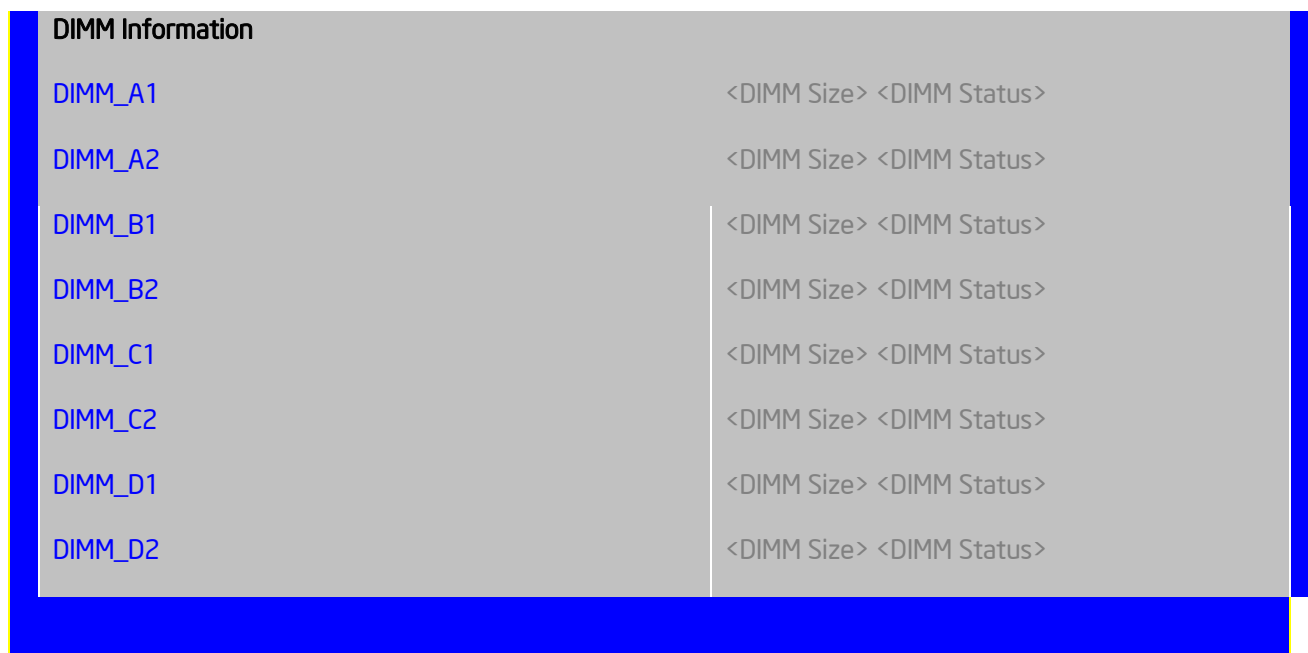 DIMM Information
DIMM_A1 <DIMM Size> <DIMM Status>
DIMM_A2 <DIMM Size> <DIMM Status>
DIMM_B1 <DIMM Size> <DIMM Status>
DIMM_B2 <DIMM Size> <DIMM Status>
DIMM_C1 <DIMM Size> <DIMM Status>
DIMM_C2 <DIMM Size> <DIMM Status>
DIMM_D1 <DIMM Size> <DIMM Status>
DIMM_D2 <DIMM Size> <DIMM Status>